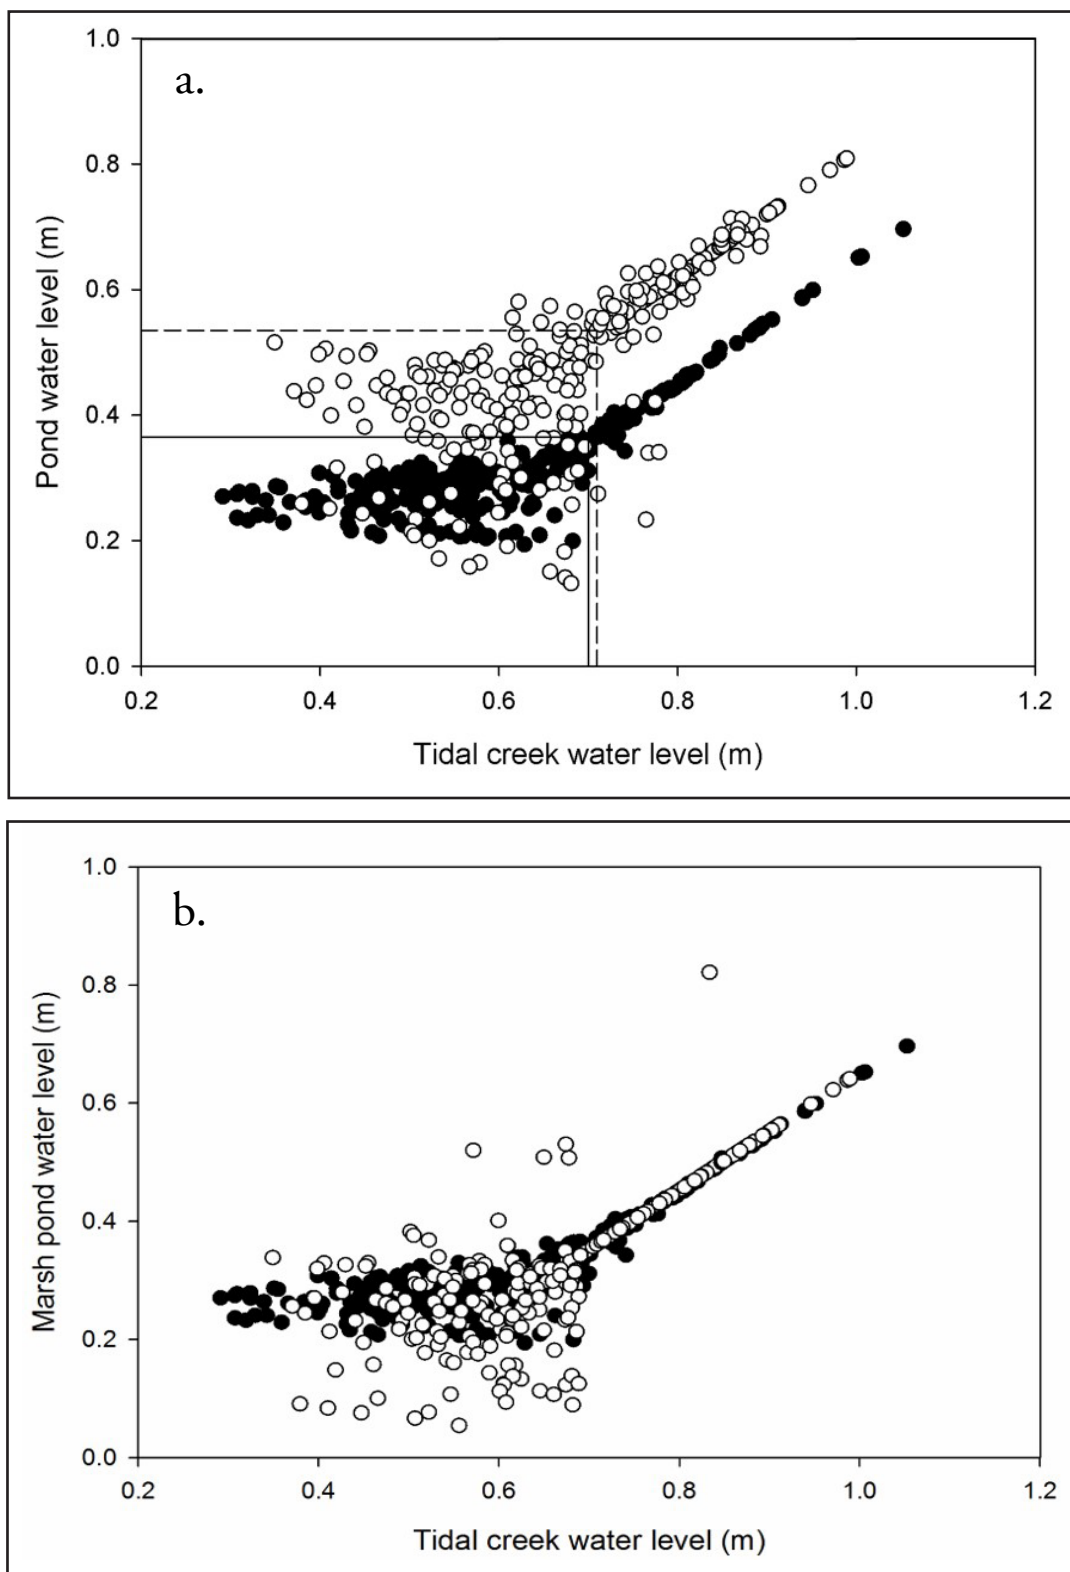 a.
1.0
0.8
0.6
0.4
0.2
0.0
Pond water level (m)
0.2 0.4 0.6 0.8 1.0 1.2
Tidal creek water level (m)
b.
1.0
0.8
0.6
0.4
0.2
0.0
Marsh pond water level (m)
0.2 0.4 0.6 0.8 1.0 1.2
Tidal creek water level (m)